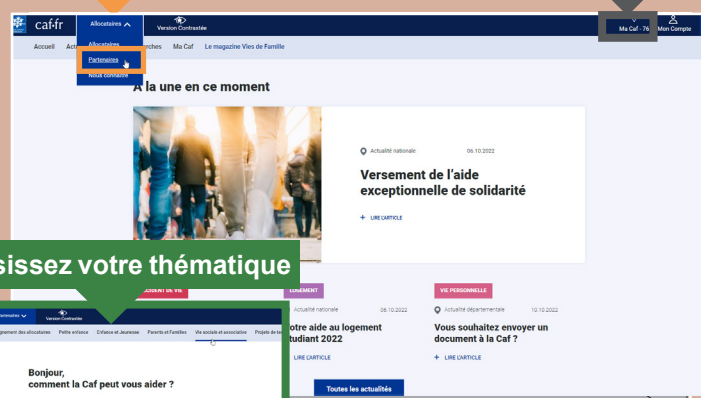 caf.fr
Allocataires
Version Contrastée
Ma Caf - 76
Mon Compte
Accueil
Ma Caf
Le magazine Vies de Famille
Allocataires
Partenaires
Nous connaître
A la une en ce moment
Actualité nationale
06.10.2022
Versement de l'aide
exceptionnelle de solidarité
+ LIRE L'ARTICLE
sissez votre thématique
LOGEMENT
VIE PERSONNELLE
Actualité nationale
06.10.2022
Actualité départementale
10.10.2022
otre aide au logement
tudiant 2022
LIRE L'ARTICLE
Vous souhaitez envoyer un
document à la Caf ?
+ LIRE L'ARTICLE
Toutes les actualités
Partenaires
Version Contrastée
gnement des allocataires
Petite enfance
Enfance et Jeunesse
Parents et Familles
Vie sociale et associative
Projets de te
Bonjour,
comment la Caf peut vous aider ?